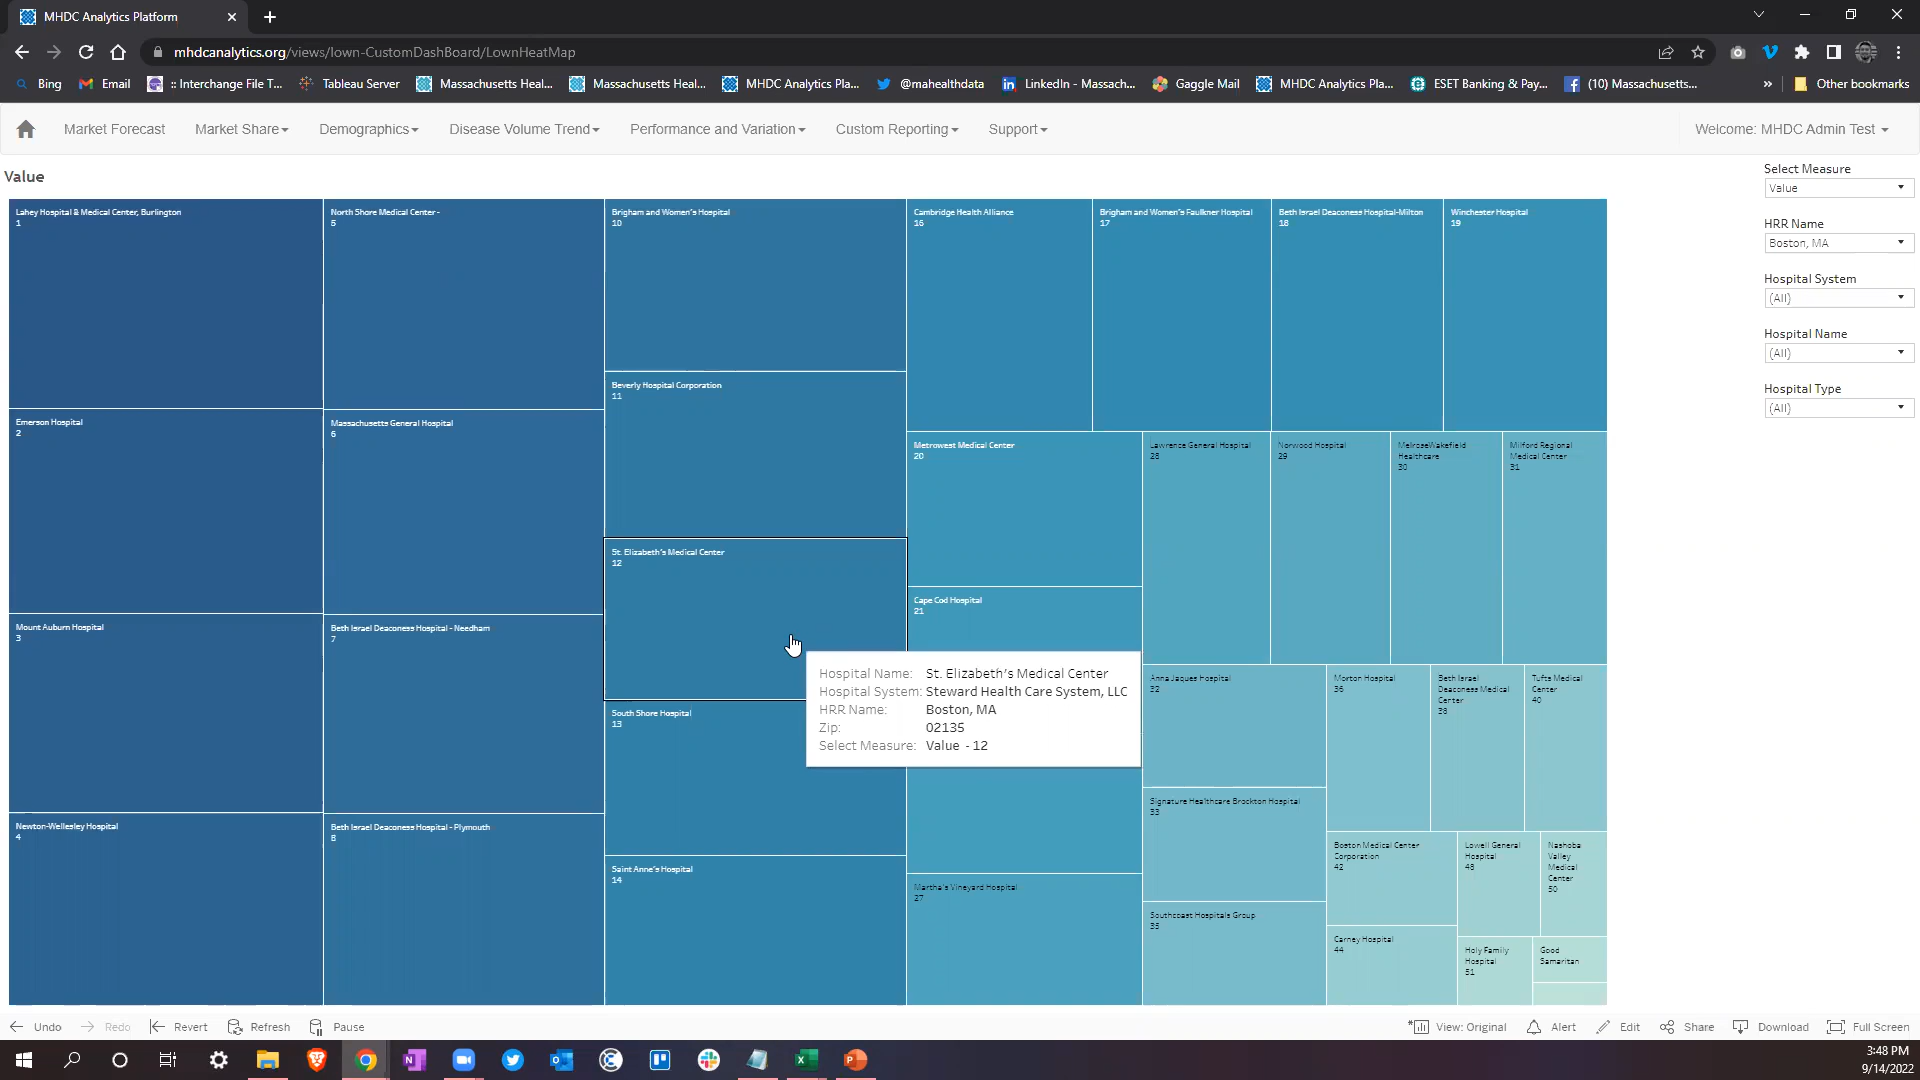 MHDC Analytics Platform
mhdcanalytics.org/views/lown-CustomDashBoard/LownHeatMap
Bing
Email
:: Interchange File T...
Tableau Server
Massachusetts Heal...
Massachusetts Heal...
MHDC Analytics Pla...
@mahealthdata
LinkedIn - Massach...
Gaggle Mail
MHDC Analytics Pla...
ESET Banking & Pay...
(10) Massachusetts...
»
Other bookmarks
Market Forecast
Market Share
Demographics
Disease Volume Trend
Performance and Variation
Custom Reporting
Support
Welcome: MHDC Admin Test
Value
Lahey Hospital & Medical Center, Burlington
1
Emerson Hospital
2
Mount Auburn Hospital
3
Newton-Wellesley Hospital
4
North Shore Medical Center -
5
Massachusetts General Hospital
6
Beth Israel Deaconess Hospital - Needham
7
Beth Israel Deaconess Hospital - Plymouth
8
Brigham and Women's Hospital
10
Beverly Hospital Corporation
11
St. Elizabeth's Medical Center
12
South Shore Hospital
13
Saint Anne's Hospital
14
Cambridge Health Alliance
16
Brigham and Women's Faulkner Hospital
17
Beth Israel Deaconess Hospital-Milton
18
Winchester Hospital
19
Metrowest Medical Center
20
Cape Cod Hospital
21
Martha's Vineyard Hospital
27
Lawrence General Hospital
28
Norwood Hospital
29
MelroseWakefield
Healthcare
30
Milford Regional
Medical Center
31
Anna Jaques Hospital
32
Signature Healthcare Brockton Hospital
33
Southcoast Hospitals Group
35
Morton Hospital
36
Beth Israel
Deaconess Medical
Center
38
Tufts Medical
Center
40
Boston Medical Center
Corporation
42
Carney Hospital
44
Lowell General
Hospital
48
Nashoba
Valley
Medical
Center
50
Holy Family
Hospital
51
Good
Samaritan
Hospital Name: St. Elizabeth's Medical Center
Hospital System: Steward Health Care System, LLC
HRR Name: Boston, MA
Zip: 02135
Select Measure: Value - 12
Select Measure
Value
HRR Name
Boston, MA
Hospital System
(All)
Hospital Name
(All)
Hospital Type
(All)
Undo
Redo
Revert
Refresh
Pause
View: Original
Alert
Edit
Share
Download
Full Screen
3:48 PM
9/14/2022